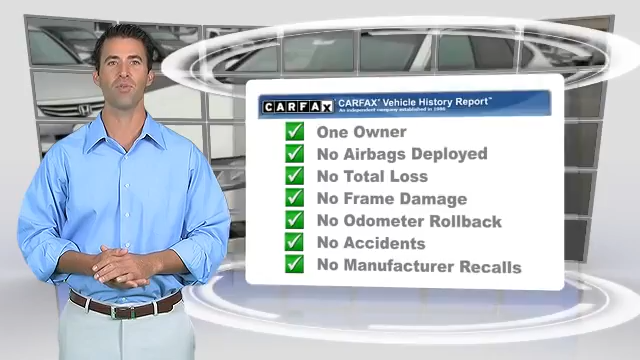 CARFAX CARFAX Vehicle History Report™
An independent company established in 1986
One Owner
No Airbags Deployed
No Total Loss
No Frame Damage
No Odometer Rollback
No Accidents
No Manufacturer Recalls